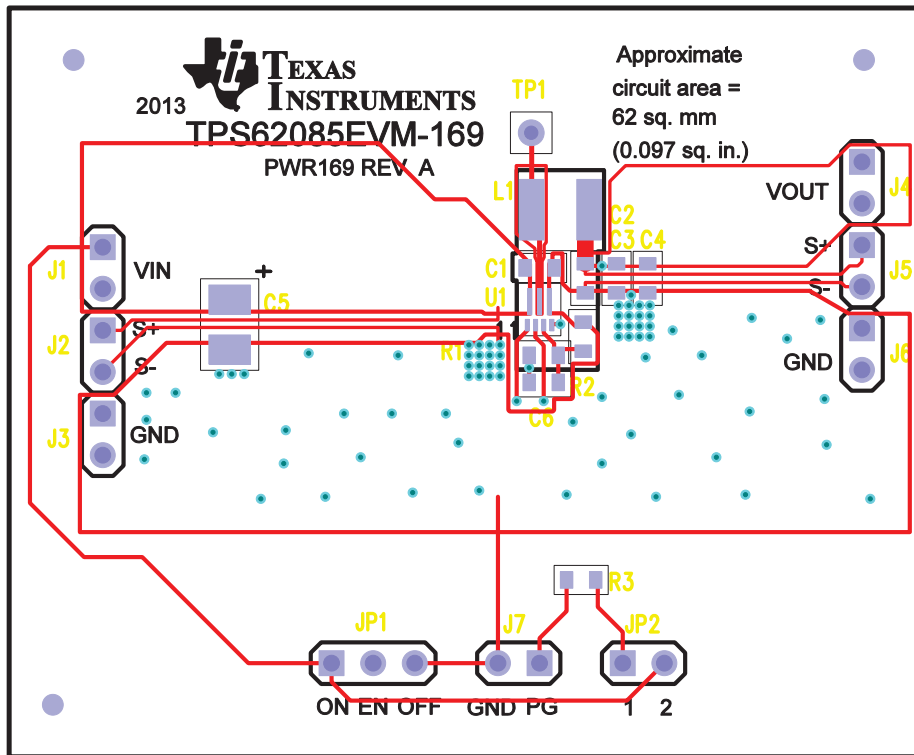 TEXAS
INSTRUMENTS
2013
TPS62085EVM-169
PWR169 REV. A
TP1
Approximate
circuit area =
62 sq. mm
(0.097 sq. in.)
L1
C2
VOUT
J4
J1
VIN
+
C5
C1
C3
C4
S+
J5
S-
U1
J2
S+
S-
R1
J6
GND
R2
C6
J3
GND
R3
JP1
J7
JP2
ON EN OFF
GND PG
1 2